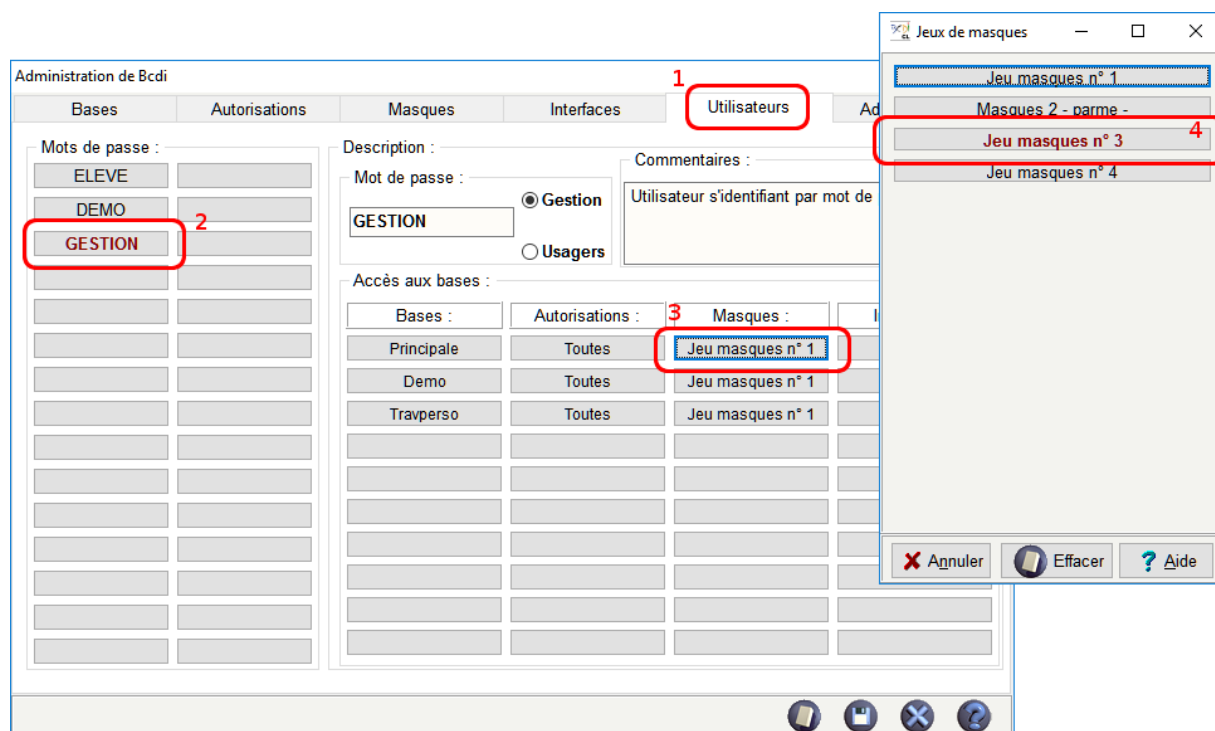 Jeux de masques
Jeu masques n° 1
Masques 2 - parme -
Jeu masques n° 3
4
Jeu masques n° 4
Annuler
Effacer
? Aide
Administration de Bcdi
1
Bases
Autorisations
Masques
Interfaces
Utilisateurs
Ad
Mots de passe :
ELEVE
DEMO
2
GESTION
Description :
Mot de passe :
GESTION
Gestion
Usagers
Commentaires :
Utilisateur s'identifiant par mot de
Accès aux bases :
3
Bases :
Autorisations :
Masques :
Principale
Toutes
Jeu masques n° 1
Demo
Toutes
Jeu masques n° 1
Travperso
Toutes
Jeu masques n° 1